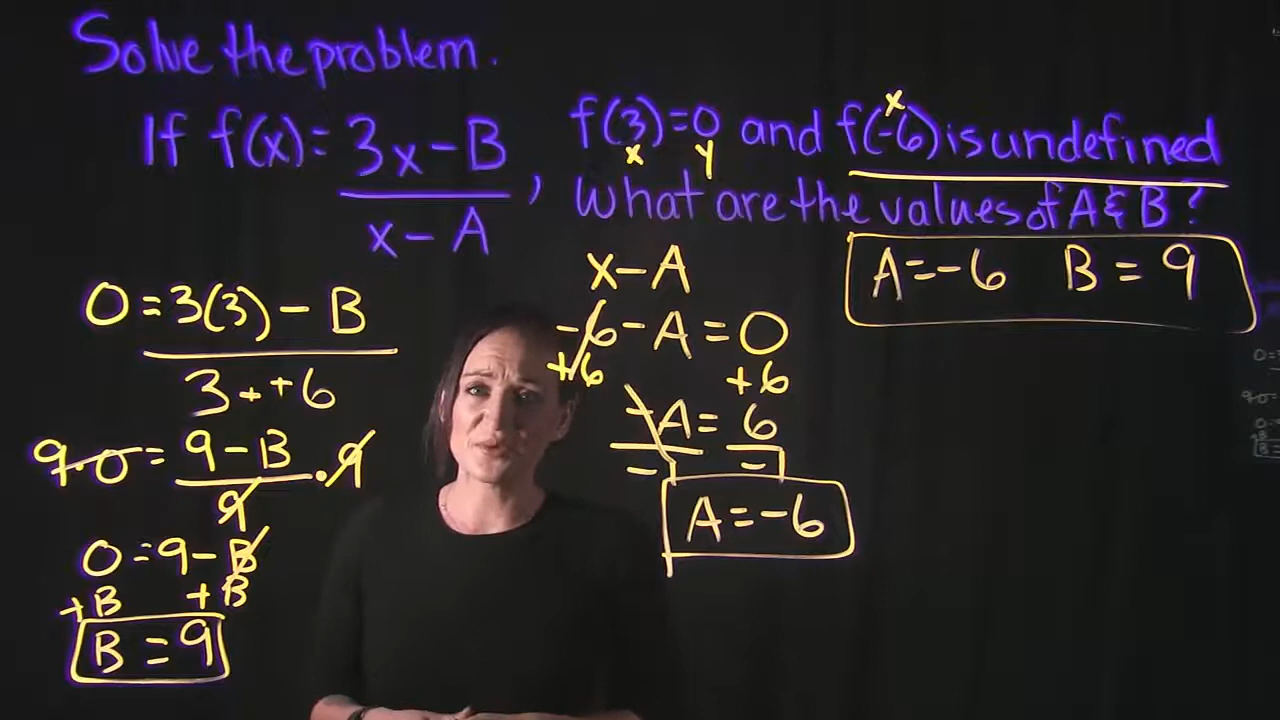 Solve the problem.
If f(x) = 3x - B
x - A ,
f(3) = 0 and f(-6) is undefined
x y x
What are the values of A & B?
A = -6 B = 9
0 = 3(3) - B
3 + +6
9·0 = 9 - B · 9
9
0 = 9 - B
+B +B
B = 9
x - A
-6 - A = 0
+6 +6
-A = 6
- -
A = -6